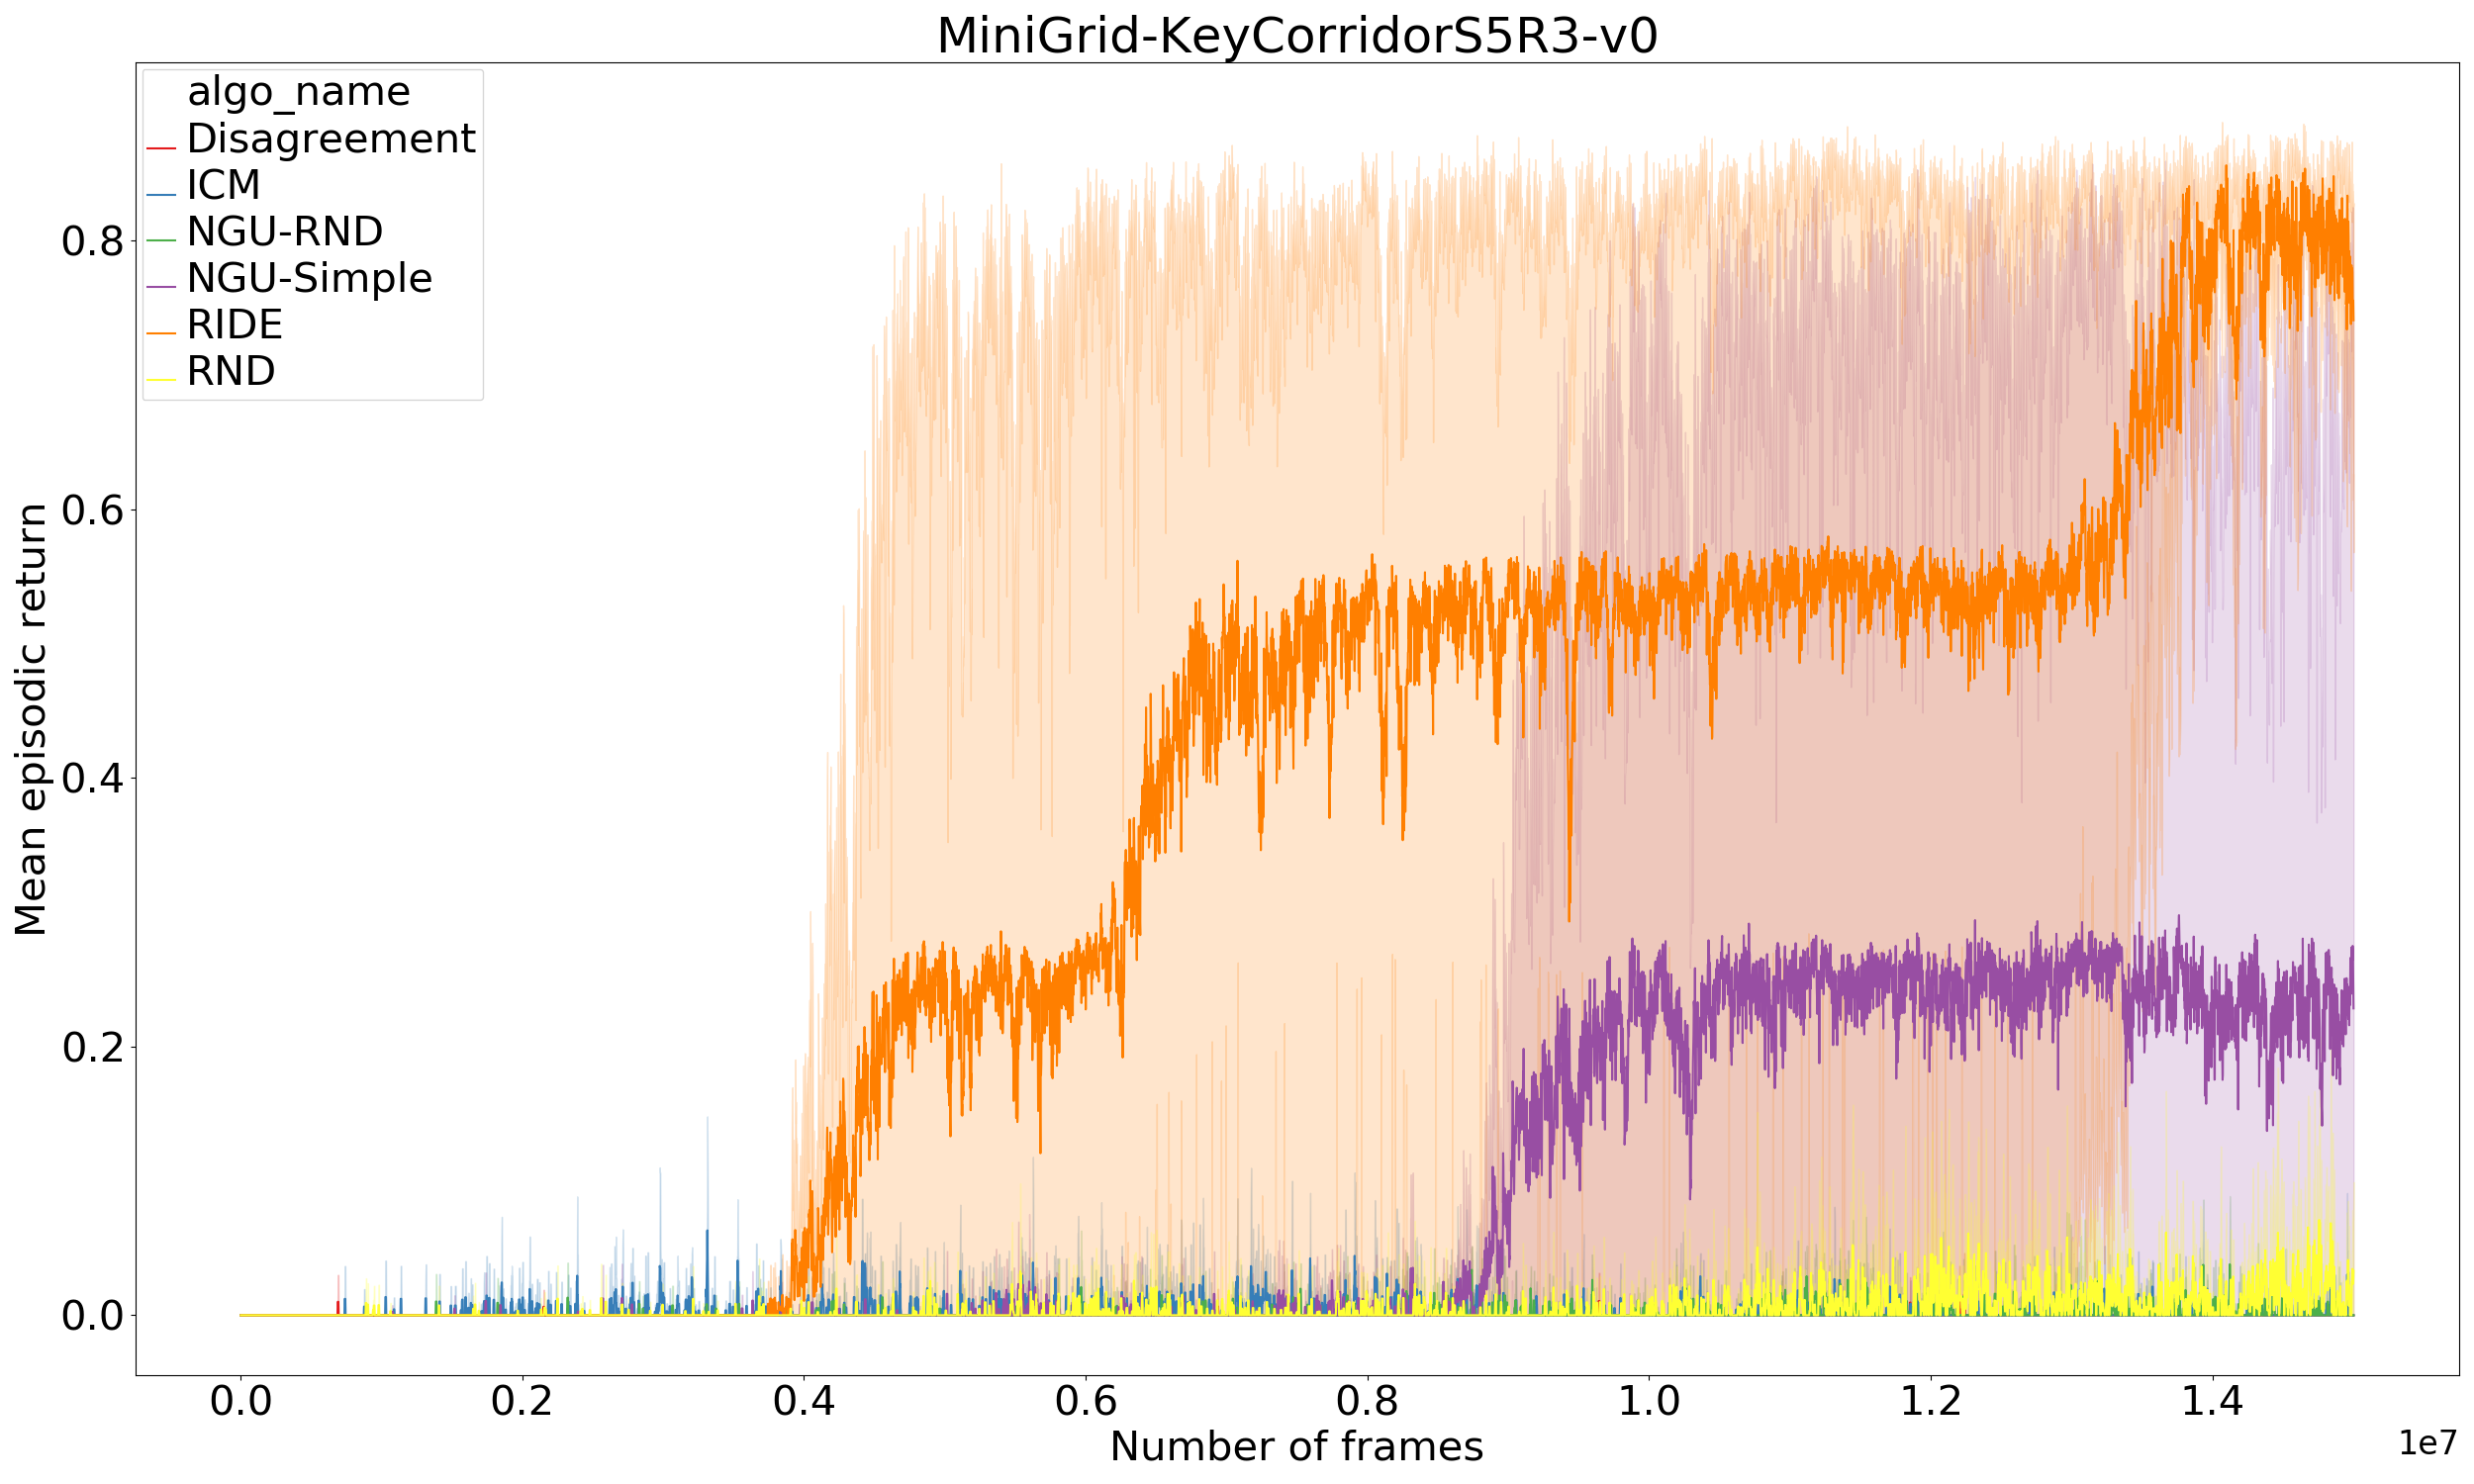 MiniGrid-KeyCorridorS5R3-v0
algo_name
Disagreement
ICM
NGU-RND
NGU-Simple
RIDE
RND
Mean episodic return
0.8
0.6
0.4
0.2
0.0
0.0 0.2 0.4 0.6 0.8 1.0 1.2 1.4
Number of frames
1e7